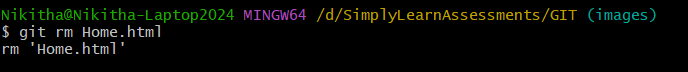 Nikitha@Nikitha-Laptop2024 MINGW64 /d/SimplyLearnAssessments/GIT (images)
$ git rm Home.html
rm 'Home.html'